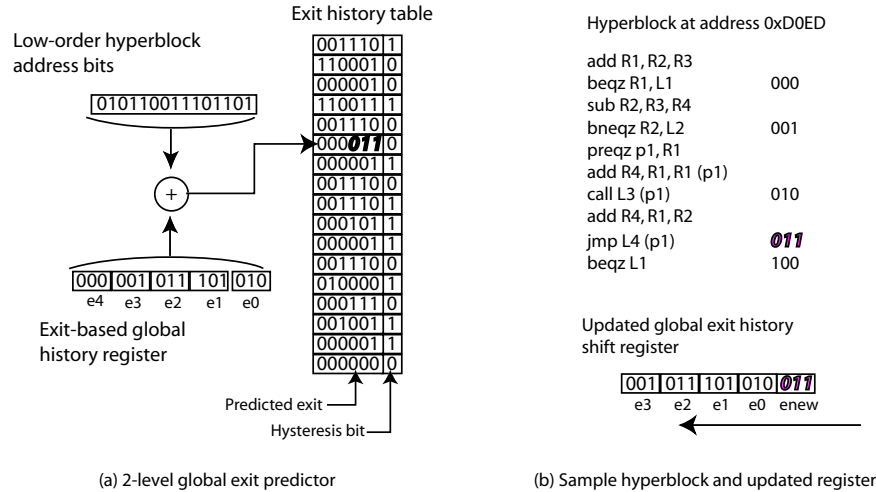 Exit history table
Low-order hyperblock
address bits
010110011101101
+
001110 1
110001 0
000001 0
110011 1
001110 0
000011 0
000001 1
001110 0
001110 1
000101 1
000001 1
001110 0
010000 1
000110 0
001001 1
000001 1
000000 0
000 001 011 101 010
e4 e3 e2 e1 e0
Exit-based global
history register
Predicted exit
Hysteresis bit
(a) 2-level global exit predictor
Hyperblock at address 0xD0ED
add R1, R2, R3
beqz R1, L1 000
sub R2, R3, R4
bneqz R2, L2 001
preqz p1, R1
add R4, R1, R1 (p1)
call L3 (p1) 010
add R4, R1, R2
jmp L4 (p1) 011
beqz L1 100
Updated global exit history
shift register
001 011 101 010 011
e3 e2 e1 e0 enew
(b) Sample hyperblock and updated register